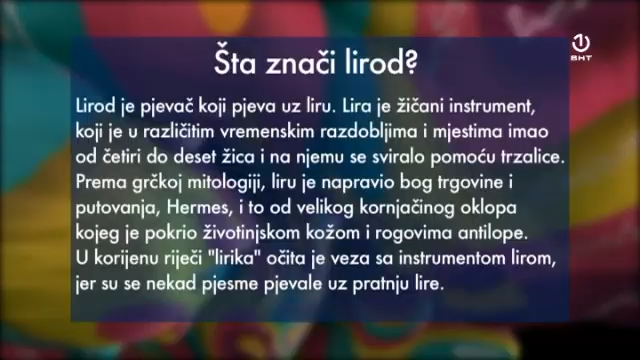 Šta znači lirod?
1
BHT
Lirod je pjevač koji pjeva uz liru. Lira je žičani instrument,
koji je u različitim vremenskim razdobljima i mjestima imao
od četiri do deset žica i na njemu se sviralo pomoću trzalice.
Prema grčkoj mitologiji, liru je napravio bog trgovine i
putovanja, Hermes, i to od velikog kornjačinog oklopa
kojeg je pokrio životinjskom kožom i rogovima antilope.
U korijenu riječi "lirika" očita je veza sa instrumentom lirom,
jer su se nekad pjesme pjevale uz pratnju lire.